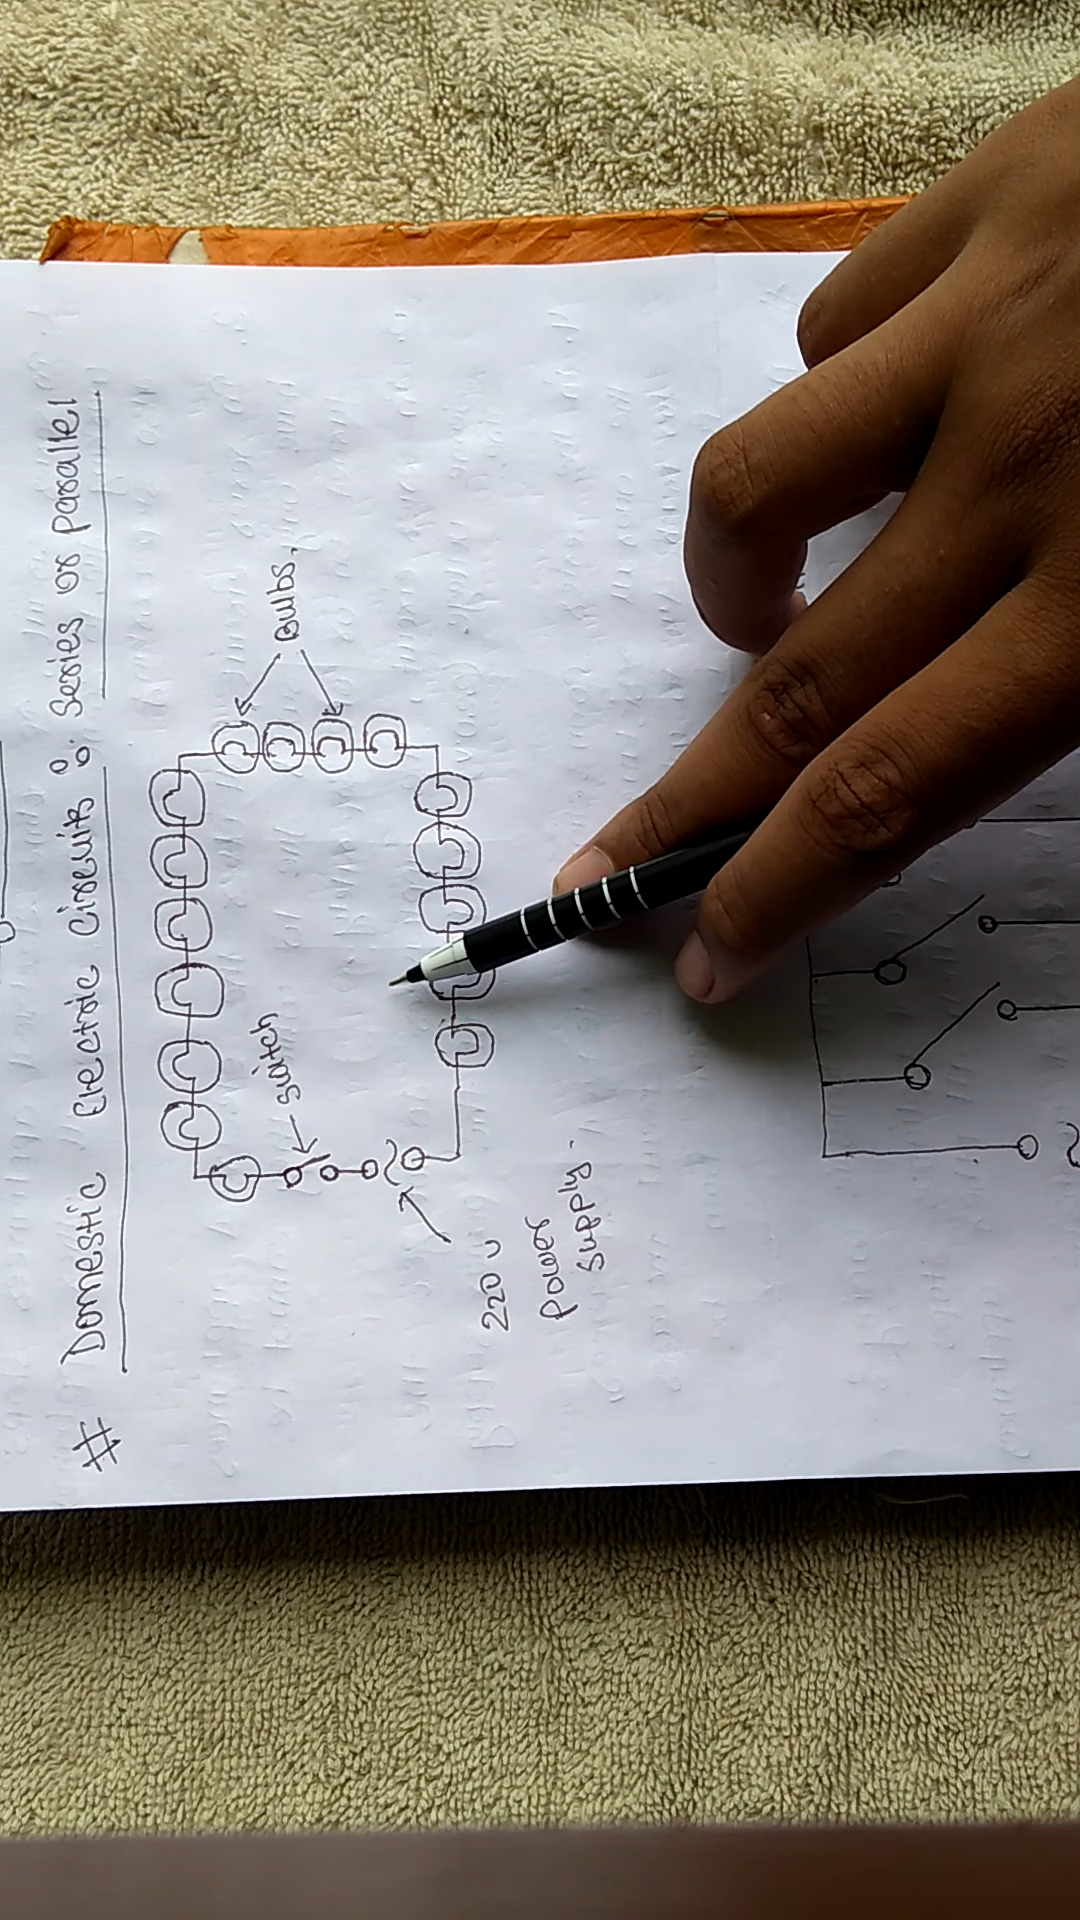 # Domestic Electric Circuits : Series or parallel
Bulbs.
switch
220 V
Power
supply.